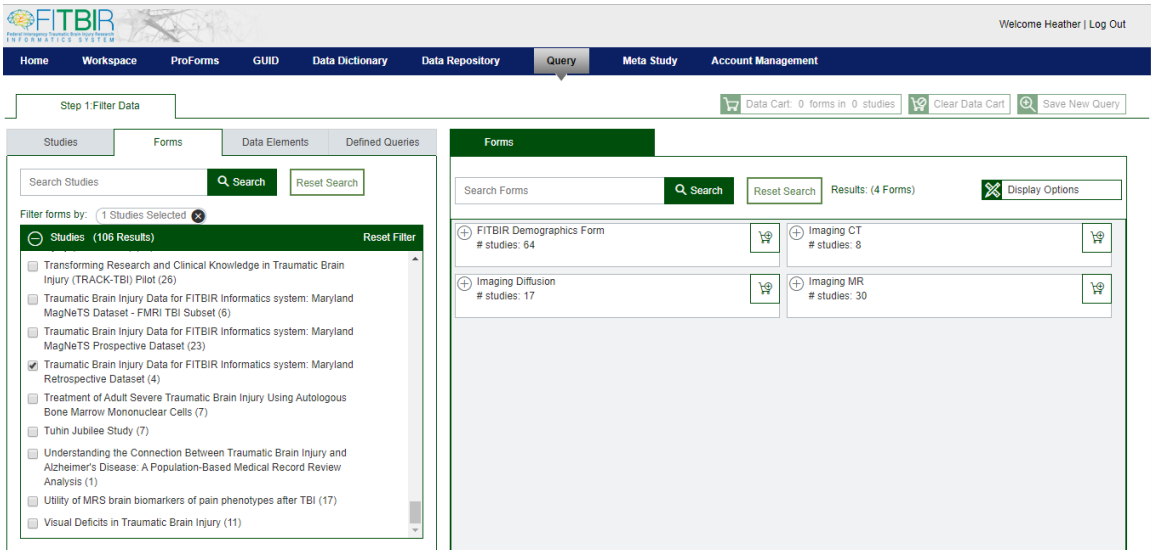 FITBIR
Federal Interagency Traumatic Brain Injury Research
INFORMATICS SYSTEM
Welcome Heather | Log Out
Home Workspace ProForms GUID Data Dictionary Data Repository Query Meta Study Account Management
Step 1:Filter Data
Data Cart: 0 forms in 0 studies
Clear Data Cart
Save New Query
Studies Forms Data Elements Defined Queries
Search Studies Search Reset Search
Filter forms by: 1 Studies Selected
Studies (106 Results) Reset Filter
Transforming Research and Clinical Knowledge in Traumatic Brain
Injury (TRACK-TBI) Pilot (26)
Traumatic Brain Injury Data for FITBIR Informatics system: Maryland
MagNeTS Dataset - FMRI TBI Subset (6)
Traumatic Brain Injury Data for FITBIR Informatics system: Maryland
MagNeTS Prospective Dataset (23)
Traumatic Brain Injury Data for FITBIR Informatics system: Maryland
Retrospective Dataset (4)
Treatment of Adult Severe Traumatic Brain Injury Using Autologous
Bone Marrow Mononuclear Cells (7)
Tuhin Jubilee Study (7)
Understanding the Connection Between Traumatic Brain Injury and
Alzheimer's Disease: A Population-Based Medical Record Review
Analysis (1)
Utility of MRS brain biomarkers of pain phenotypes after TBI (17)
Visual Deficits in Traumatic Brain Injury (11)
Forms
Search Forms Search Reset Search Results: (4 Forms) Display Options
FITBIR Demographics Form
# studies: 64
Imaging CT
# studies: 8
Imaging Diffusion
# studies: 17
Imaging MR
# studies: 30